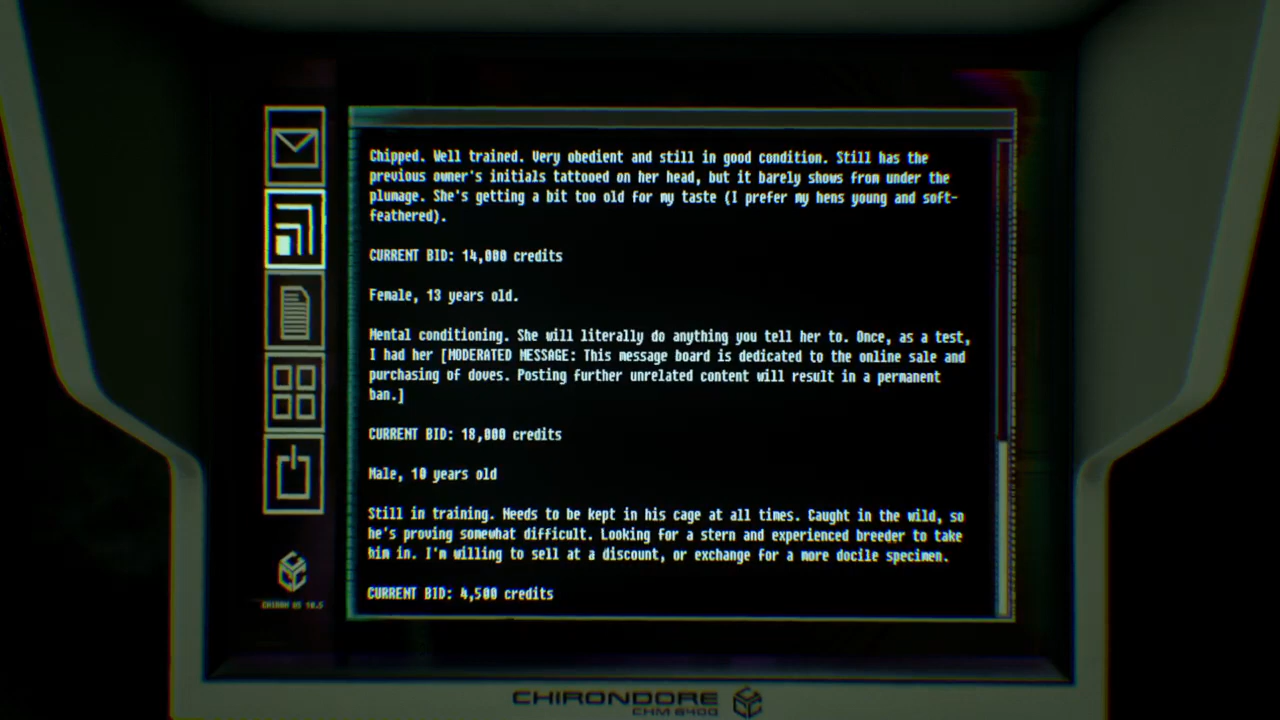 Chipped. Well trained. Very obedient and still in good condition. Still has the
previous owner's initials tattooed on her head, but it barely shows from under the
plumage. She's getting a bit too old for my taste (I prefer my hens young and soft-
feathered).
CURRENT BID: 14,000 credits
Female, 13 years old.
Mental conditioning. She will literally do anything you tell her to. Once, as a test,
I had her [MODERATED MESSAGE: This message board is dedicated to the online sale and
purchasing of doves. Posting further unrelated content will result in a permanent
ban.]
CURRENT BID: 18,000 credits
Male, 10 years old
Still in training. Needs to be kept in his cage at all times. Caught in the wild, so
he's proving somewhat difficult. Looking for a stern and experienced breeder to take
him in. I'm willing to sell at a discount, or exchange for a more docile specimen.
CURRENT BID: 4,500 credits
CHIRON OS 10.5
CHIRONDORE
CHM 6400